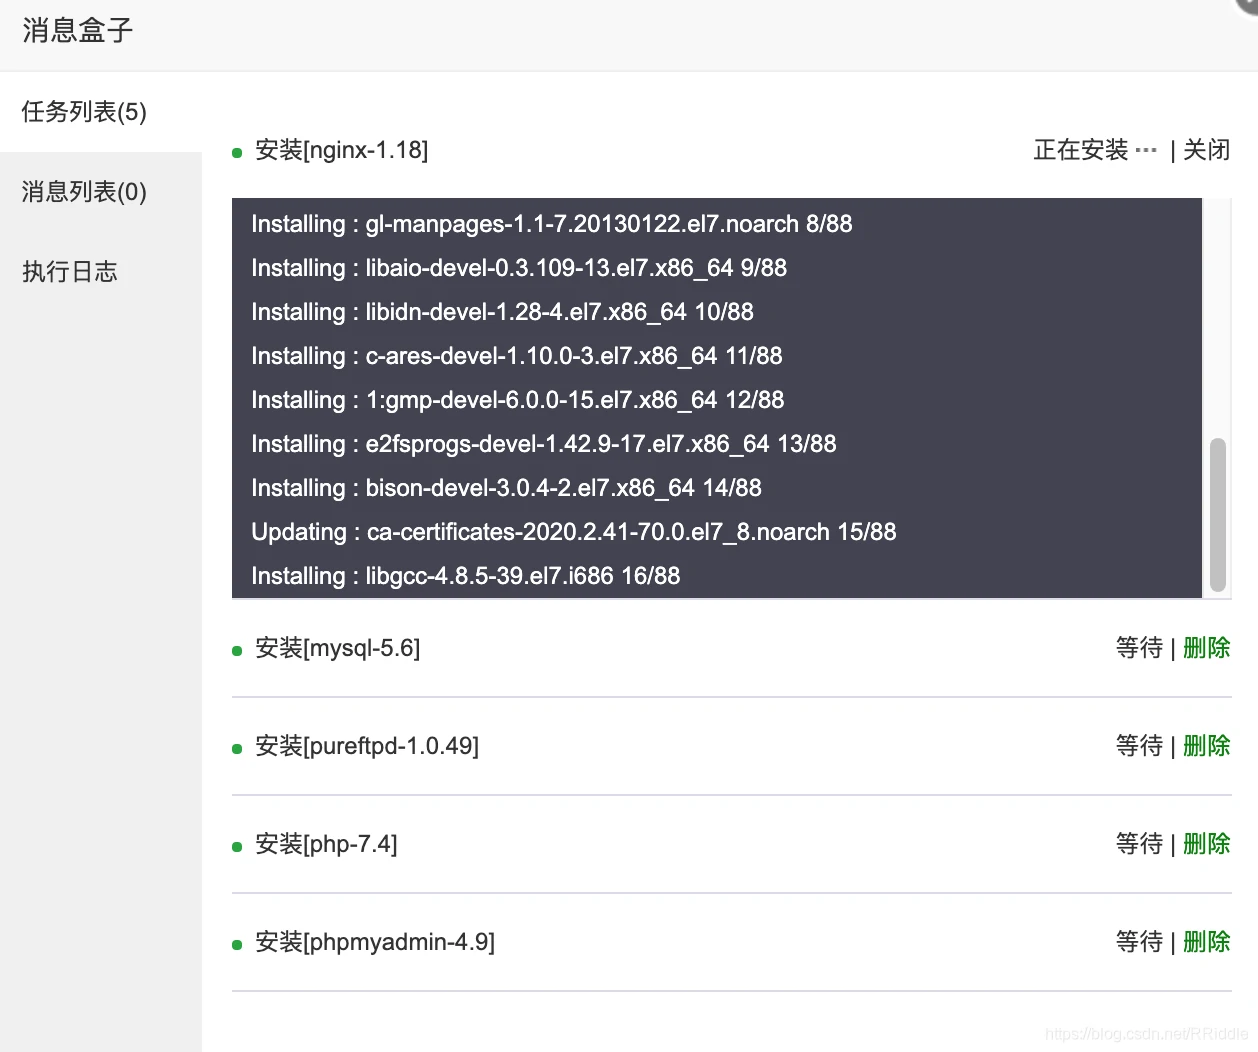 消息盒子
任务列表(5)
消息列表(0)
执行日志
安装[nginx-1.18] 正在安装 ··· | 关闭
Installing : gl-manpages-1.1-7.20130122.el7.noarch 8/88
Installing : libaio-devel-0.3.109-13.el7.x86_64 9/88
Installing : libidn-devel-1.28-4.el7.x86_64 10/88
Installing : c-ares-devel-1.10.0-3.el7.x86_64 11/88
Installing : 1:gmp-devel-6.0.0-15.el7.x86_64 12/88
Installing : e2fsprogs-devel-1.42.9-17.el7.x86_64 13/88
Installing : bison-devel-3.0.4-2.el7.x86_64 14/88
Updating : ca-certificates-2020.2.41-70.0.el7_8.noarch 15/88
Installing : libgcc-4.8.5-39.el7.i686 16/88
安装[mysql-5.6] 等待 | 删除
安装[pureftpd-1.0.49] 等待 | 删除
安装[php-7.4] 等待 | 删除
安装[phpmyadmin-4.9] 等待 | 删除
https://blog.csdn.net/RRiddle